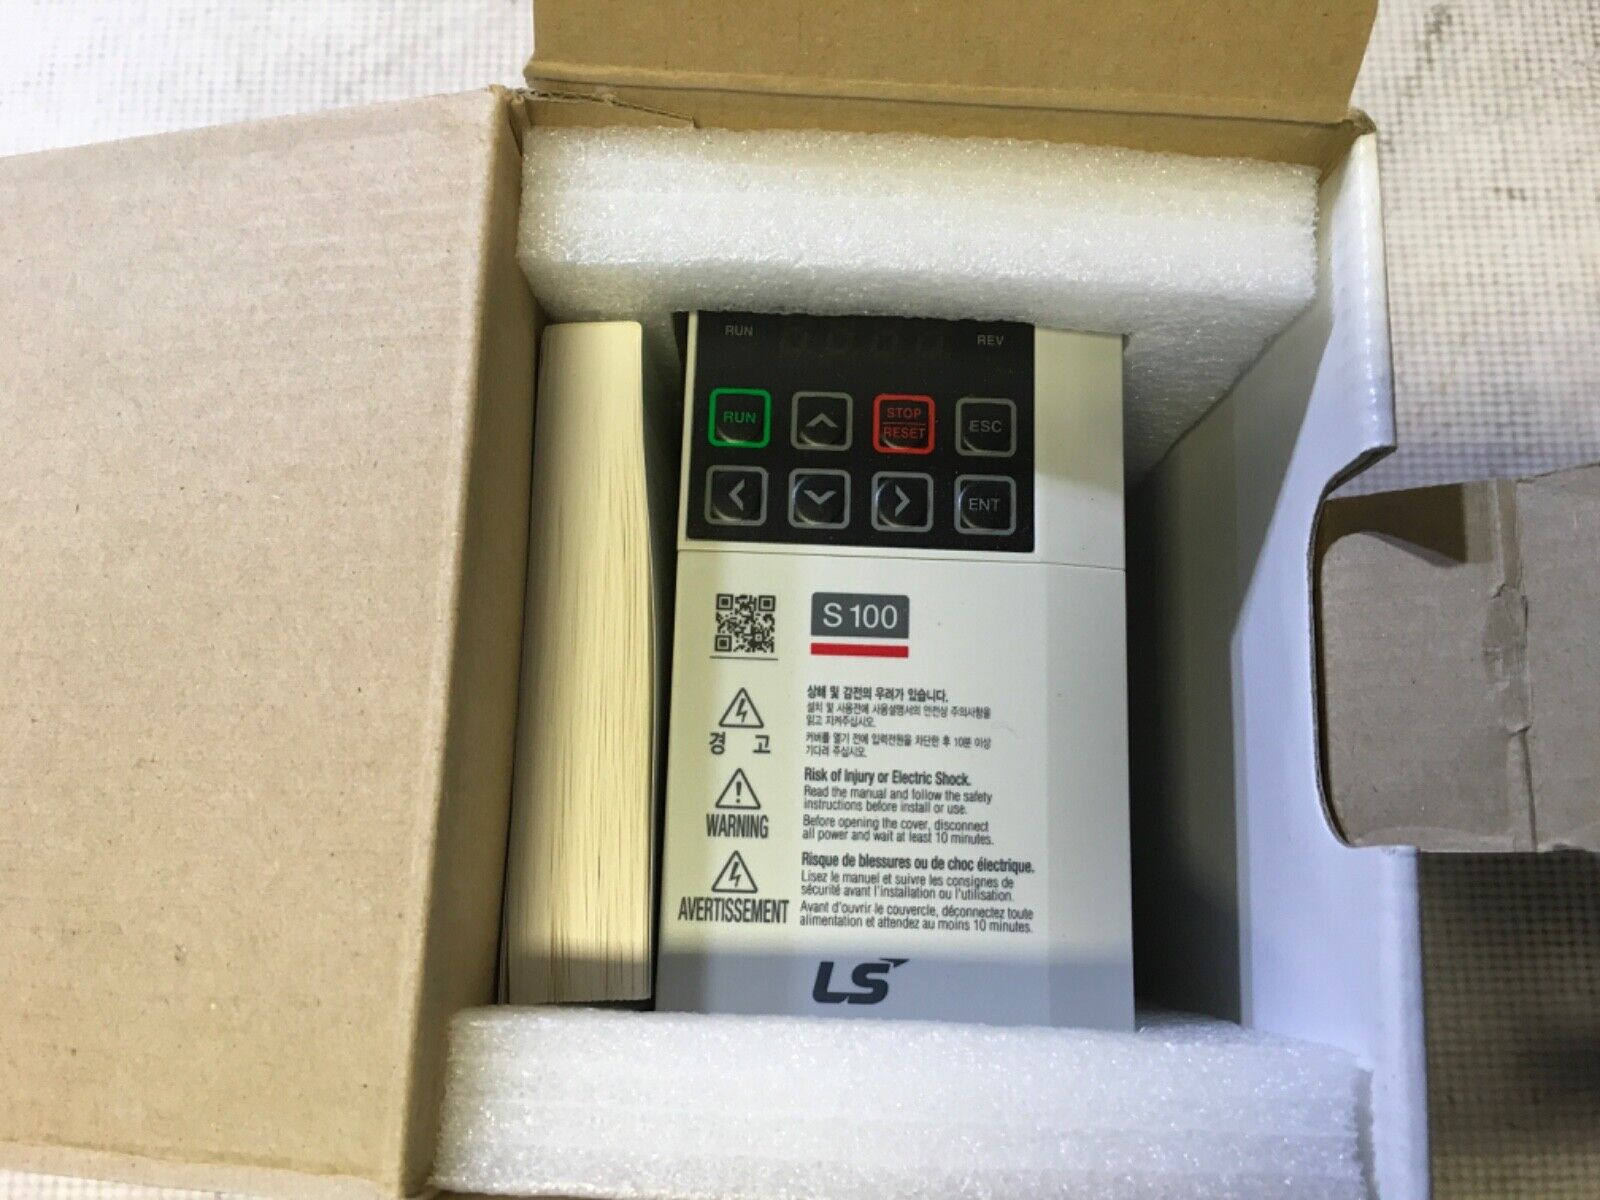 RUN
REV
RUN
STOP
RESET
ESC
ENT
S 100
상해 및 감전의 우려가 있습니다.
설치 및 사용전에 사용설명서의 안전상 주의사항을
읽고 지켜주십시오.
커버를 열기 전에 입력전원을 차단한 후 10분 이상
기다려 주십시오.
경 고
Risk of Injury or Electric Shock.
Read the manual and follow the safety
instructions before install or use.
Before opening the cover, disconnect
all power and wait at least 10 minutes.
WARNING
Risque de blessures ou de choc électrique.
Lisez le manuel et suivre les consignes de
sécurité avant l'installation ou l'utilisation.
Avant d'ouvrir le couvercle, déconnectez toute
alimentation et attendez au moins 10 minutes.
AVERTISSEMENT
LS